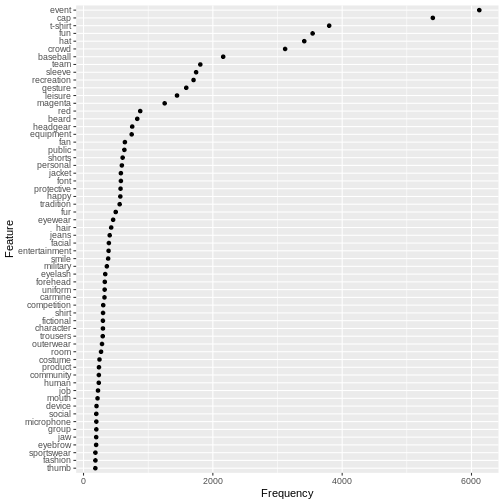 event
cap
t-shirt
fun
hat
crowd
baseball
team
sleeve
recreation
gesture
leisure
magenta
red
beard
headgear
equipment
fan
public
shorts
personal
jacket
font
protective
happy
tradition
fur
eyewear
hair
jeans
facial
entertainment
smile
military
eyelash
forehead
uniform
carmine
competition
shirt
fictional
character
trousers
outerwear
room
costume
product
community
human
job
mouth
device
social
microphone
group
jaw
eyebrow
sportswear
fashion
thumb
Feature
0 2000 4000 6000
Frequency